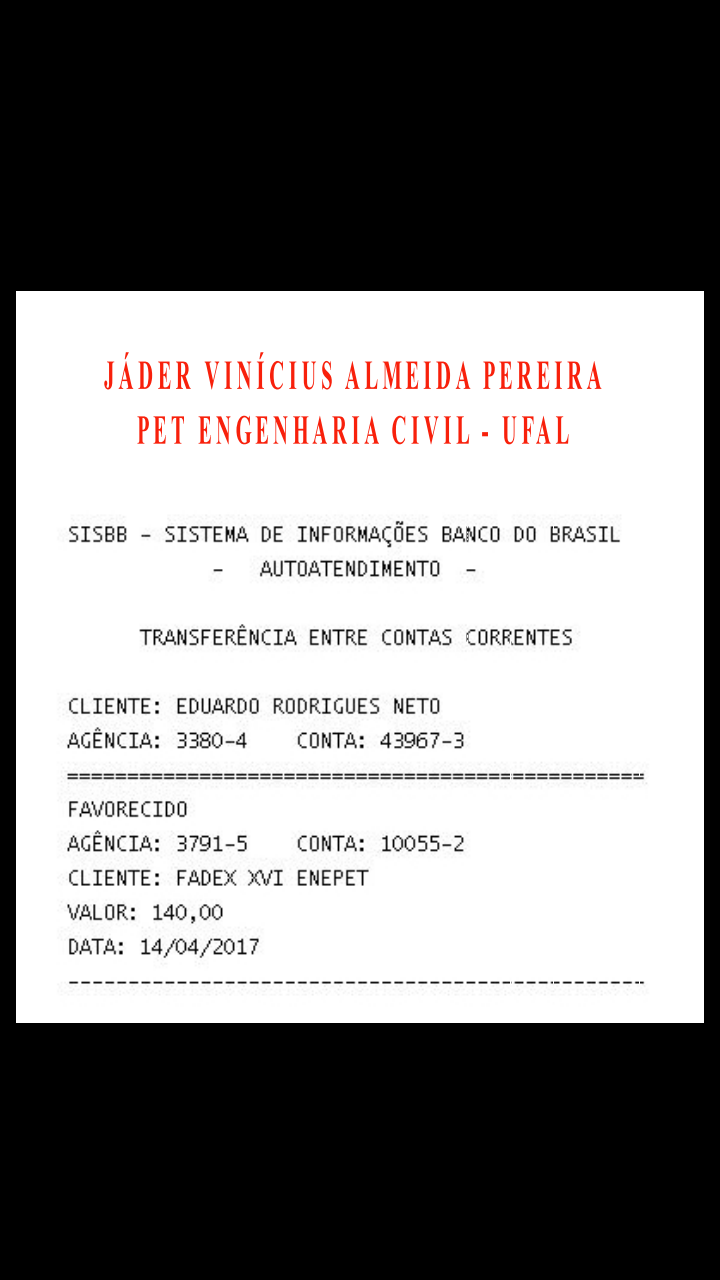 JÁDER VINÍCIUS ALMEIDA PEREIRA
PET ENGENHARIA CIVIL - UFAL
SISBB - SISTEMA DE INFORMAÇÕES BANCO DO BRASIL
- AUTOATENDIMENTO -
TRANSFERÊNCIA ENTRE CONTAS CORRENTES
CLIENTE: EDUARDO RODRIGUES NETO
AGÊNCIA: 3380-4 CONTA: 43967-3
================================================
FAVORECIDO
AGÊNCIA: 3791-5 CONTA: 10055-2
CLIENTE: FADEX XVI ENEPET
VALOR: 140,00
DATA: 14/04/2017
------------------------------------------------